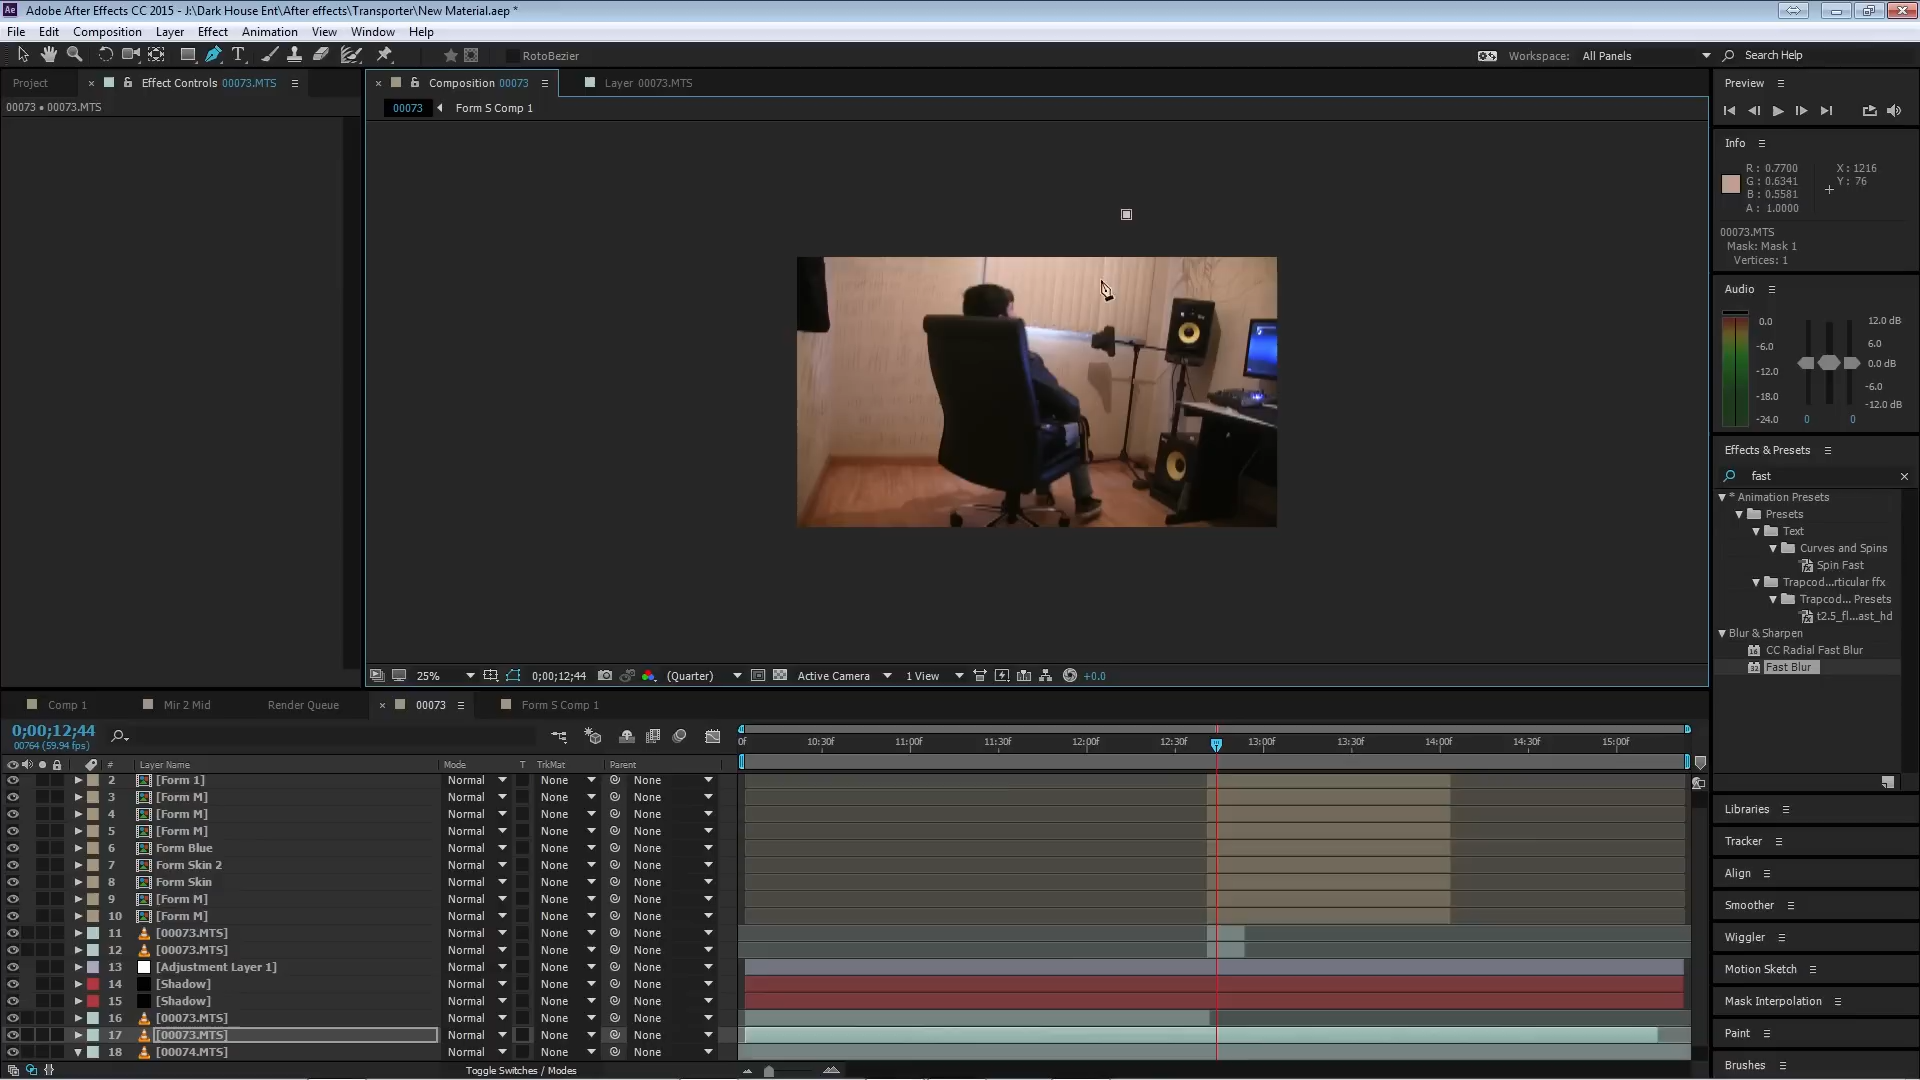 Adobe After Effects CC 2015 - J:\Dark House Ent\After effects\Transporter\New Material.aep *
File Edit Composition Layer Effect Animation View Window Help
RotoBezier
Workspace: All Panels
Search Help
Project
Effect Controls 00073.MTS
00073 • 00073.MTS
Composition 00073
Layer 00073.MTS
00073
Form S Comp 1
Preview
Info
R : 0.7700
G : 0.6341
B : 0.5581
A : 1.0000
X : 1216
Y : 76
00073.MTS
Mask: Mask 1
Vertices: 1
Audio
0.0
-6.0
-12.0
-18.0
-24.0
12.0 dB
6.0
0.0 dB
-6.0
-12.0 dB
0 0
Effects & Presets
fast
* Animation Presets
Presets
Text
Curves and Spins
Spin Fast
Trapcod...rticular ffx
Trapcod... Presets
t2.5_fl...ast_hd
Blur & Sharpen
CC Radial Fast Blur
Fast Blur
Libraries
Tracker
Align
Smoother
Wiggler
Motion Sketch
Mask Interpolation
Paint
Brushes
25%
0;00;12;44
(Quarter)
Active Camera
1 View
+0.0
Comp 1
Mir 2 Mid
Render Queue
00073
Form S Comp 1
0;00;12;44
00764 (59.94 fps)
0f 10:30f 11:00f 11:30f 12:00f 12:30f 13:00f 13:30f 14:00f 14:30f 15:00f
# Layer Name Mode T TrkMat Parent
2 [Form 1] Normal None None
3 [Form M] Normal None None
4 [Form M] Normal None None
5 [Form M] Normal None None
6 Form Blue Normal None None
7 Form Skin 2 Normal None None
8 Form Skin Normal None None
9 [Form M] Normal None None
10 [Form M] Normal None None
11 [00073.MTS] Normal None None
12 [00073.MTS] Normal None None
13 [Adjustment Layer 1] Normal None None
14 [Shadow] Normal None None
15 [Shadow] Normal None None
16 [00073.MTS] Normal None None
17 [00073.MTS] Normal None None
18 [00074.MTS] Normal None None
Toggle Switches / Modes